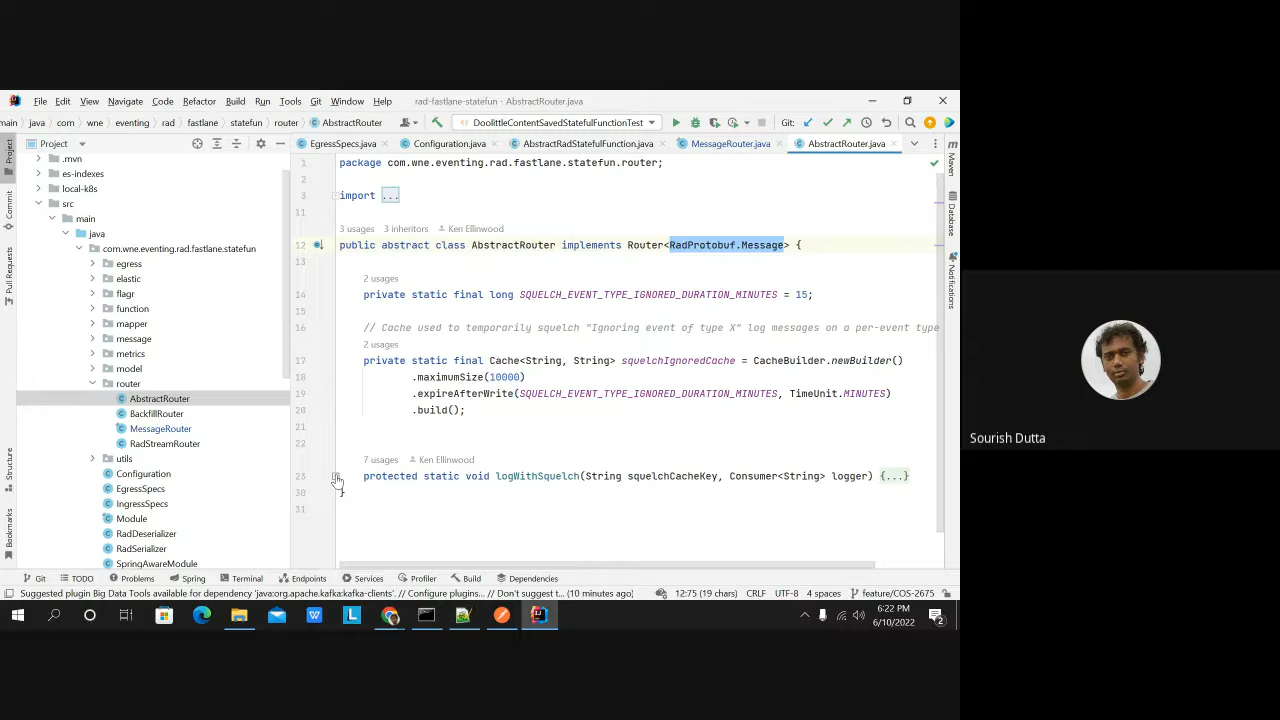 File Edit View Navigate Code Refactor Build Run Tools Git Window Help rad-fastlane-statefun - AbstractRouter.java
main java com wne eventing rad fastlane statefun router AbstractRouter DoolittleContentSavedStatefulFunctionTest Git:
Project
EgressSpecs.java Configuration.java AbstractRadStatefulFunction.java MessageRouter.java AbstractRouter.java
.mvn
es-indexes
local-k8s
src
main
java
com.wne.eventing.rad.fastlane.statefun
egress
elastic
flagr
function
mapper
message
metrics
model
router
AbstractRouter
BackfillRouter
MessageRouter
RadStreamRouter
utils
Configuration
EgressSpecs
IngressSpecs
Module
RadDeserializer
RadSerializer
SpringAwareModule
Project
Commit
Pull Requests
Structure
Bookmarks
1 package com.wne.eventing.rad.fastlane.statefun.router;
2
3 import ...
11
3 usages 3 inheritors Ken Ellinwood
12 public abstract class AbstractRouter implements Router<RadProtobuf.Message> {
13
2 usages
14 private static final long SQUELCH_EVENT_TYPE_IGNORED_DURATION_MINUTES = 15;
15
16 // Cache used to temporarily squelch "Ignoring event of type X" log messages on a per-event type
2 usages
17 private static final Cache<String, String> squelchIgnoredCache = CacheBuilder.newBuilder()
18 .maximumSize(10000)
19 .expireAfterWrite(SQUELCH_EVENT_TYPE_IGNORED_DURATION_MINUTES, TimeUnit.MINUTES)
20 .build();
21
22
7 usages Ken Ellinwood
23 protected static void logWithSquelch(String squelchCacheKey, Consumer<String> logger) {...}
30 }
31
Maven
Database
Notifications
Git TODO Problems Spring Terminal Endpoints Services Profiler Build Dependencies
Suggested plugin Big Data Tools available for dependency 'java:org.apache.kafka:kafka-clients'. // Configure plugins... // Don't suggest t... (10 minutes ago) 12:75 (19 chars) CRLF UTF-8 4 spaces feature/COS-2675
6:22 PM
6/10/2022
2
Sourish Dutta